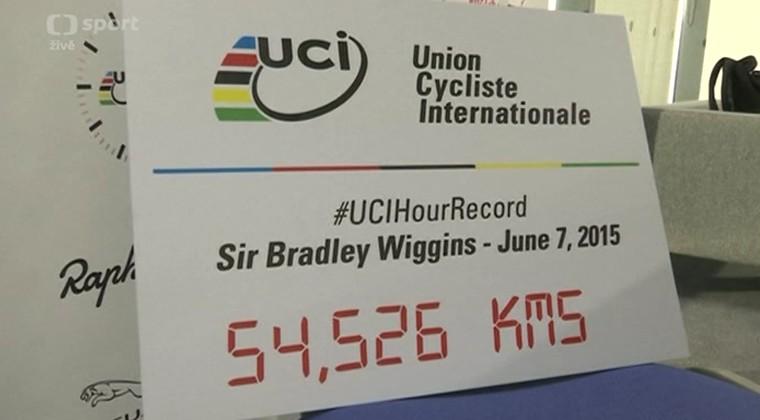 sport
živě
UCI
Union
Cycliste
Internationale
#UCIHourRecord
Sir Bradley Wiggins - June 7, 2015
54,526 KMS